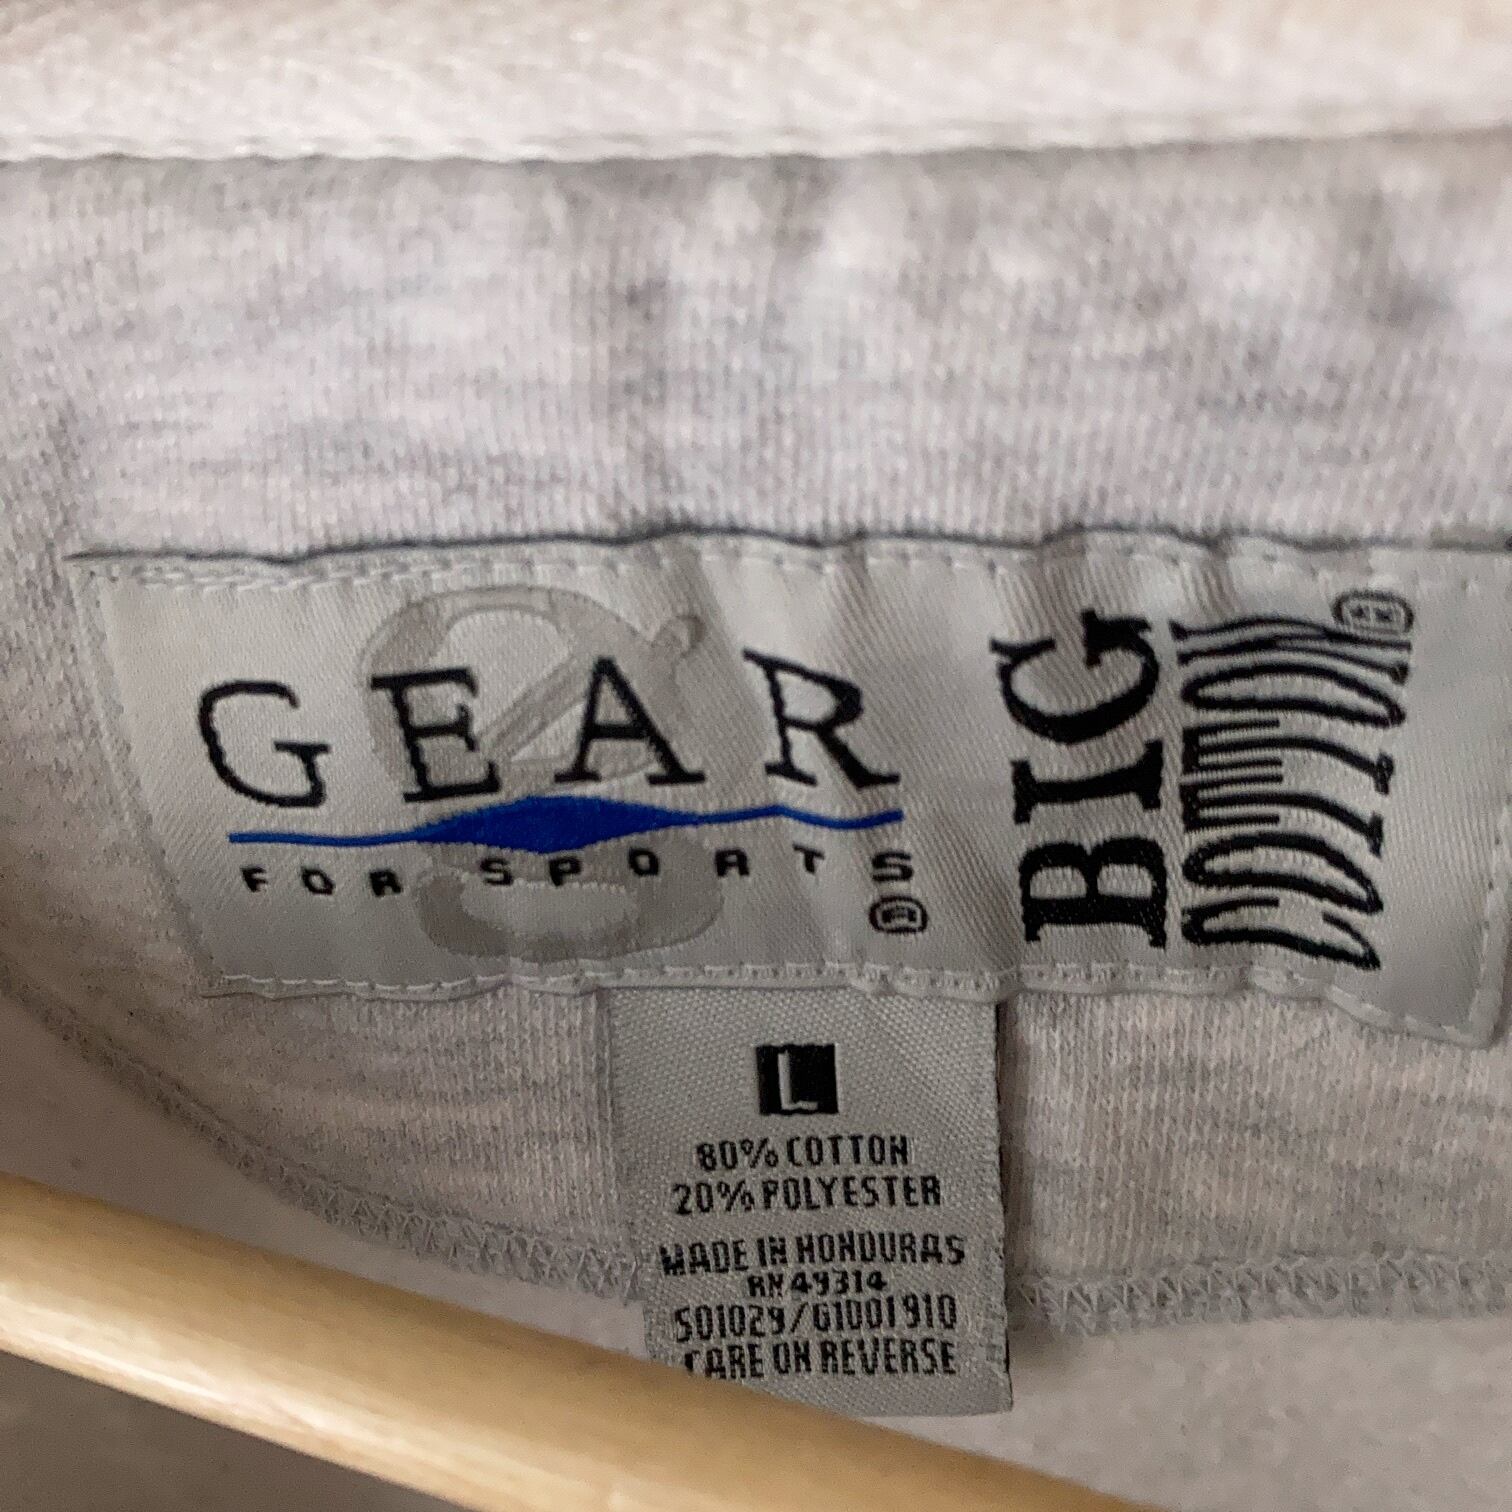 GEAR
FOR SPORTS®
BIG
COTTON®
L
80% COTTON
20% POLYESTER
MADE IN HONDURAS
RN 49314
S01029/G1001910
CARE ON REVERSE